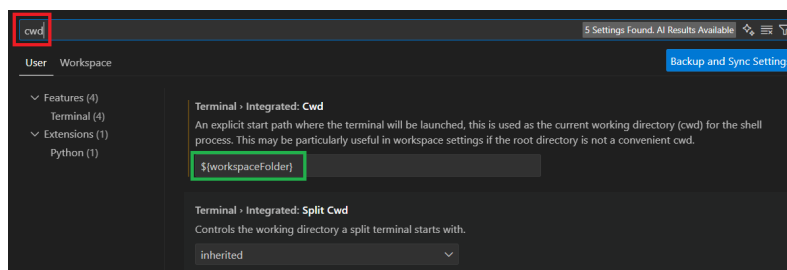 cwd
5 Settings Found. AI Results Available
User Workspace
Backup and Sync Settings
Features (4)
Terminal (4)
Extensions (1)
Python (1)
Terminal › Integrated: Cwd
An explicit start path where the terminal will be launched, this is used as the current working directory (cwd) for the shell
process. This may be particularly useful in workspace settings if the root directory is not a convenient cwd.
${workspaceFolder}
Terminal › Integrated: Split Cwd
Controls the working directory a split terminal starts with.
inherited